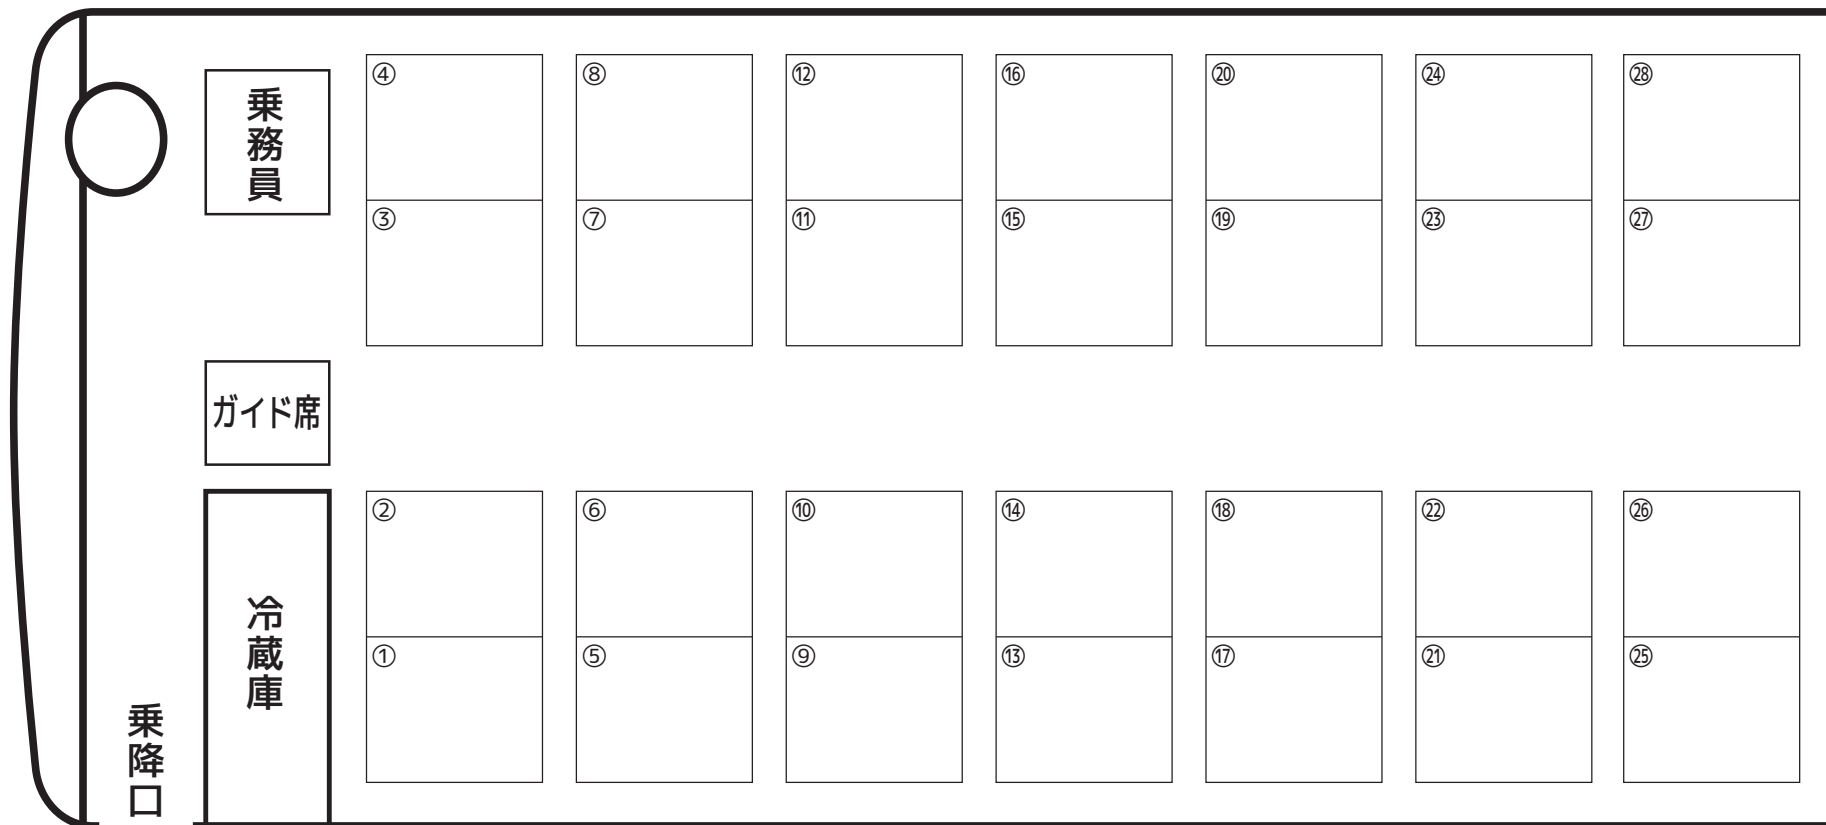 ④ ⑧ ⑫ ⑯ ⑳ ㉔ ㉘
乗務員
③ ⑦ ⑪ ⑮ ⑲ ㉓ ㉗
ガイド席
② ⑥ ⑩ ⑭ ⑱ ㉒ ㉖
冷蔵庫
① ⑤ ⑨ ⑬ ⑰ ㉑ ㉕
乗降口